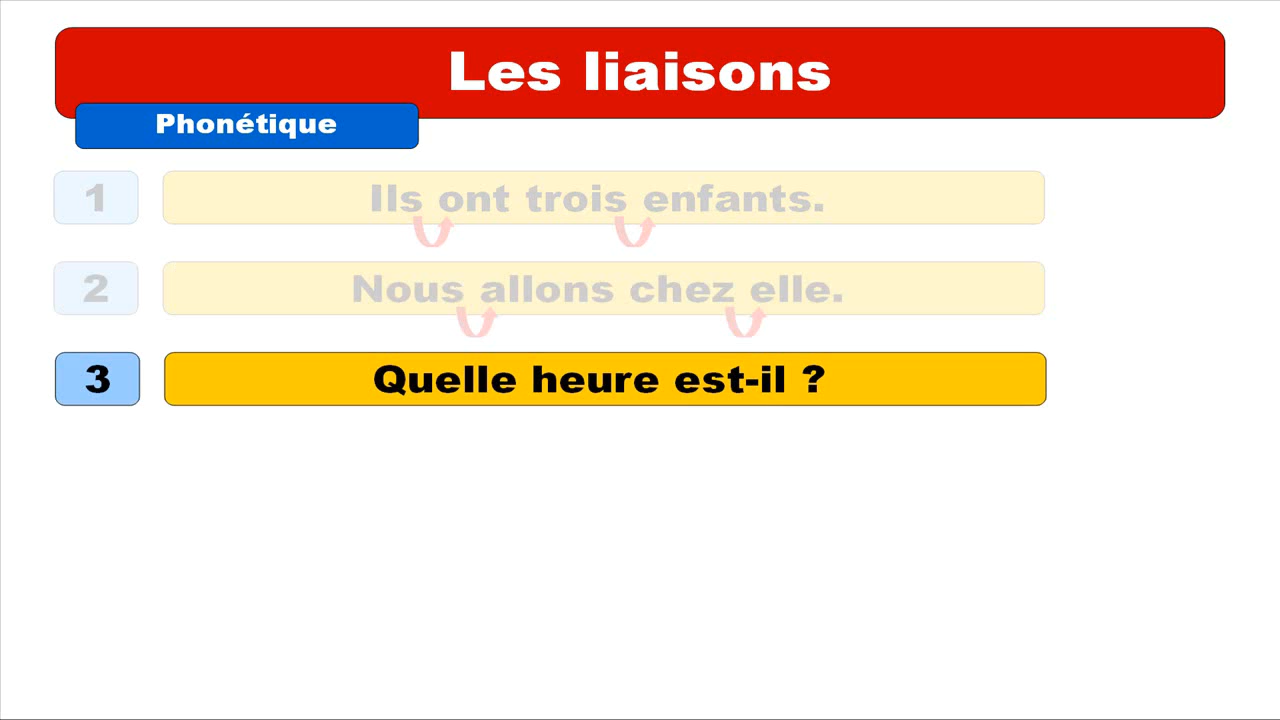 Les liaisons
Phonétique
1
Ils ont trois enfants.
2
Nous allons chez elle.
3
Quelle heure est-il ?